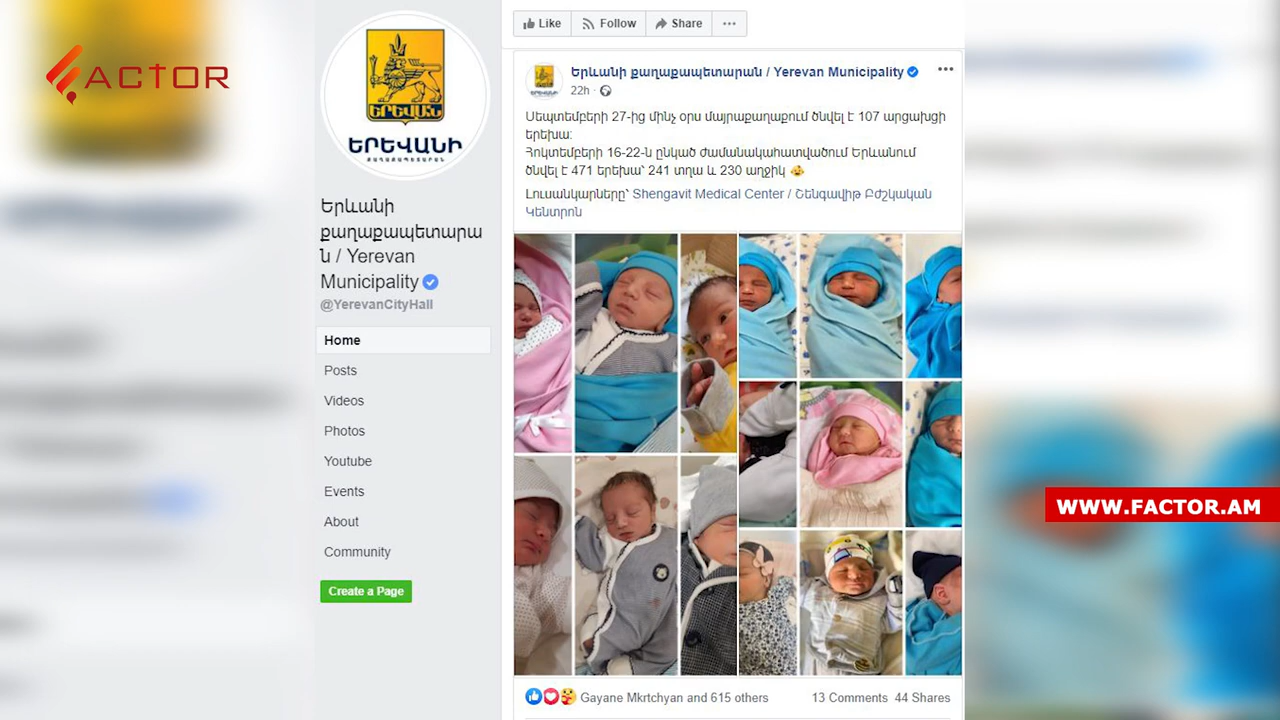 FACTOR
ԵՐԵՎԱՆ
ԵՐԵՎԱՆԻ
ՔԱՂԱՔԱՊԵՏԱՐԱՆ
Երևանի
քաղաքապետարա
ն / Yerevan
Municipality
@YerevanCityHall
Home
Posts
Videos
Photos
Youtube
Events
About
Community
Create a Page
Like Follow Share ...
Երևանի քաղաքապետարան / Yerevan Municipality ...
22h ·
Սեպտեմբերի 27-ից մինչ օրս մայրաքաղաքում ծնվել է 107 արցախցի
երեխա։
Հոկտեմբերի 16-22-ն ընկած ժամանակահատվածում Երևանում
ծնվել է 471 երեխա՝ 241 տղա և 230 աղջիկ
Լուսանկարները՝ Shengavit Medical Center / Շենգավիթ Բժշկական
Կենտրոն
Gayane Mkrtchyan and 615 others 13 Comments 44 Shares
WWW.FACTOR.AM